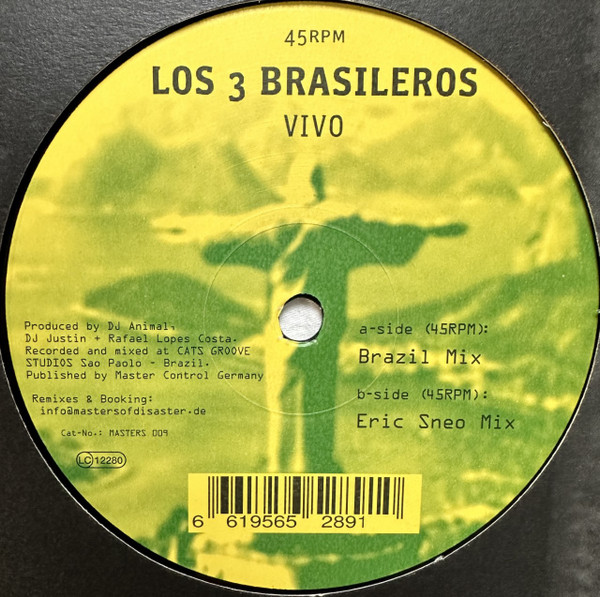 45RPM
LOS 3 BRASILEROS
VIVO
Produced by DJ Animal,
DJ Justin + Rafael Lopes Costa.
Recorded and mixed at CATS GROOVE
STUDIOS Sao Paolo - Brazil.
Published by Master Control Germany
Remixes & Booking:
info@mastersofdisaster.de
Cat-No.: MASTERS 009
LC 12280
a-side (45RPM):
Brazil Mix
b-side (45RPM):
Eric Sneo Mix
6 619565 2891